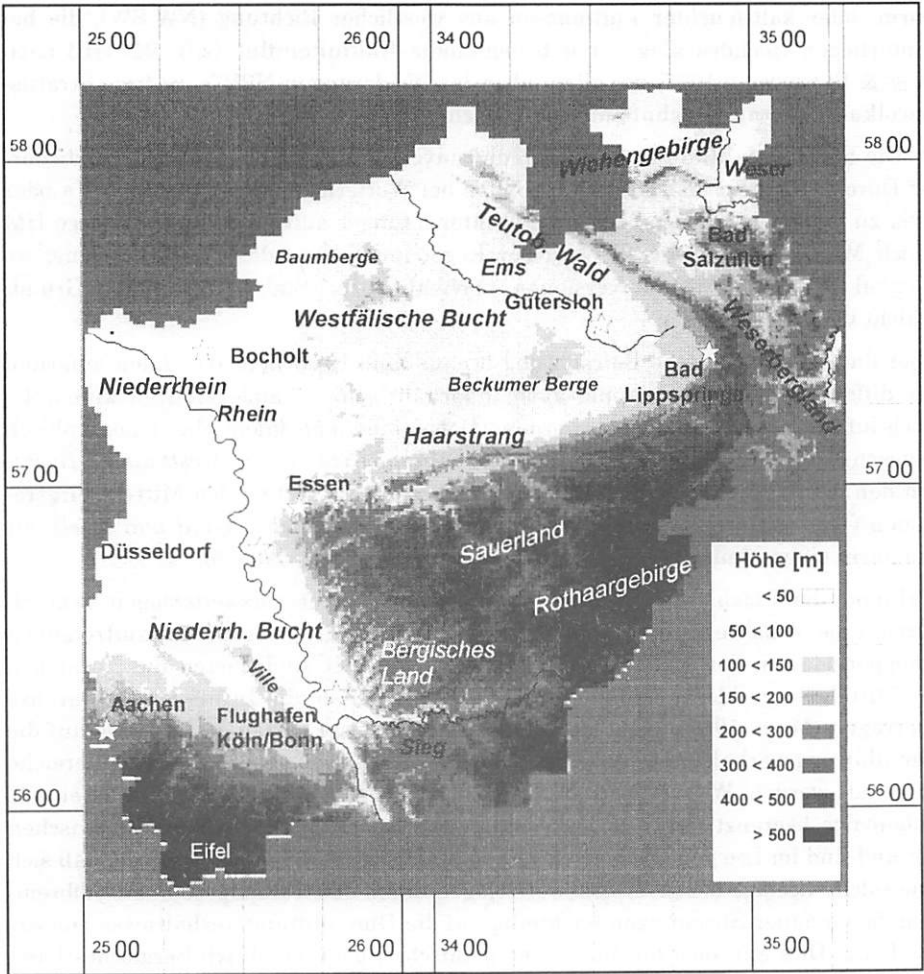 25 00 26 00 34 00 35 00
58 00 58 00
Wiehengebirge
Weser
Teutob. Wald
Bad
Salzuflen
Baumberge
Ems
Gütersloh
Westfälische Bucht
Weserbergland
Bocholt
Niederrhein
Beckumer Berge
Bad
Lippspringe
Rhein
Haarstrang
57 00 57 00
Essen
Düsseldorf
Sauerland
Höhe [m]
Rothaargebirge
< 50
50 < 100
Niederrh. Bucht
Bergisches
Land
100 < 150
Ville
150 < 200
Aachen
Flughafen
Köln/Bonn
200 < 300
Sieg
300 < 400
56 00 56 00
400 < 500
> 500
Eifel
25 00 26 00 34 00 35 00